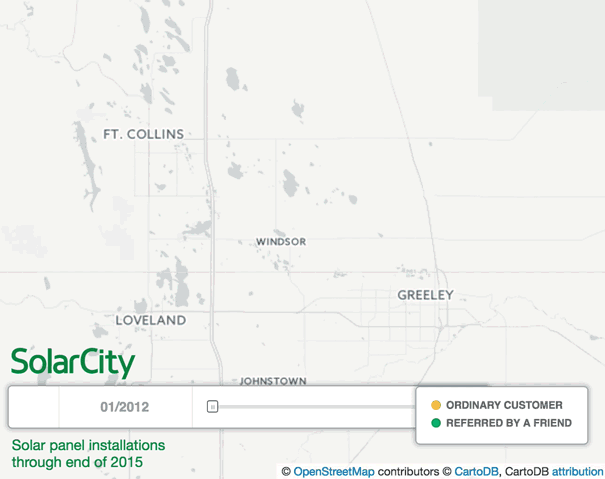 FT. COLLINS
WINDSOR
GREELEY
LOVELAND
SolarCity
JOHNSTOWN
01/2012
ORDINARY CUSTOMER
REFERRED BY A FRIEND
Solar panel installations
through end of 2015
© OpenStreetMap contributors © CartoDB, CartoDB attribution